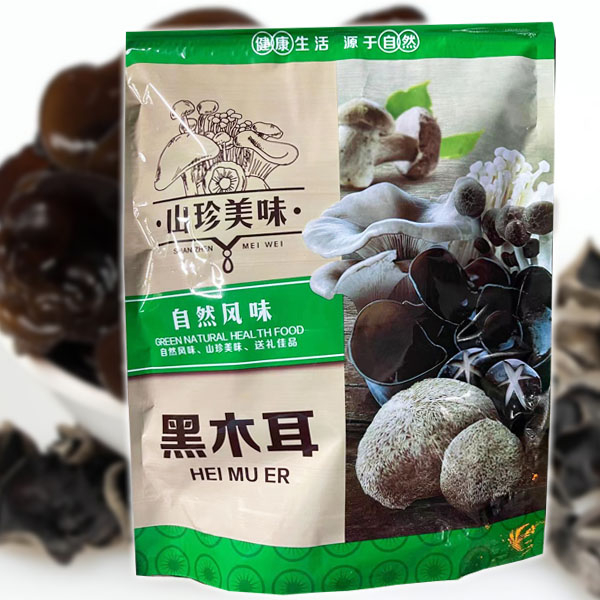 健康生活 源于自然
·山珍美味·
SHAN ZHEN MEI WEI
自然风味
GREEN NATURAL HEALTH FOOD
自然风味、山珍美味、送礼佳品
黑木耳
HEI MU ER